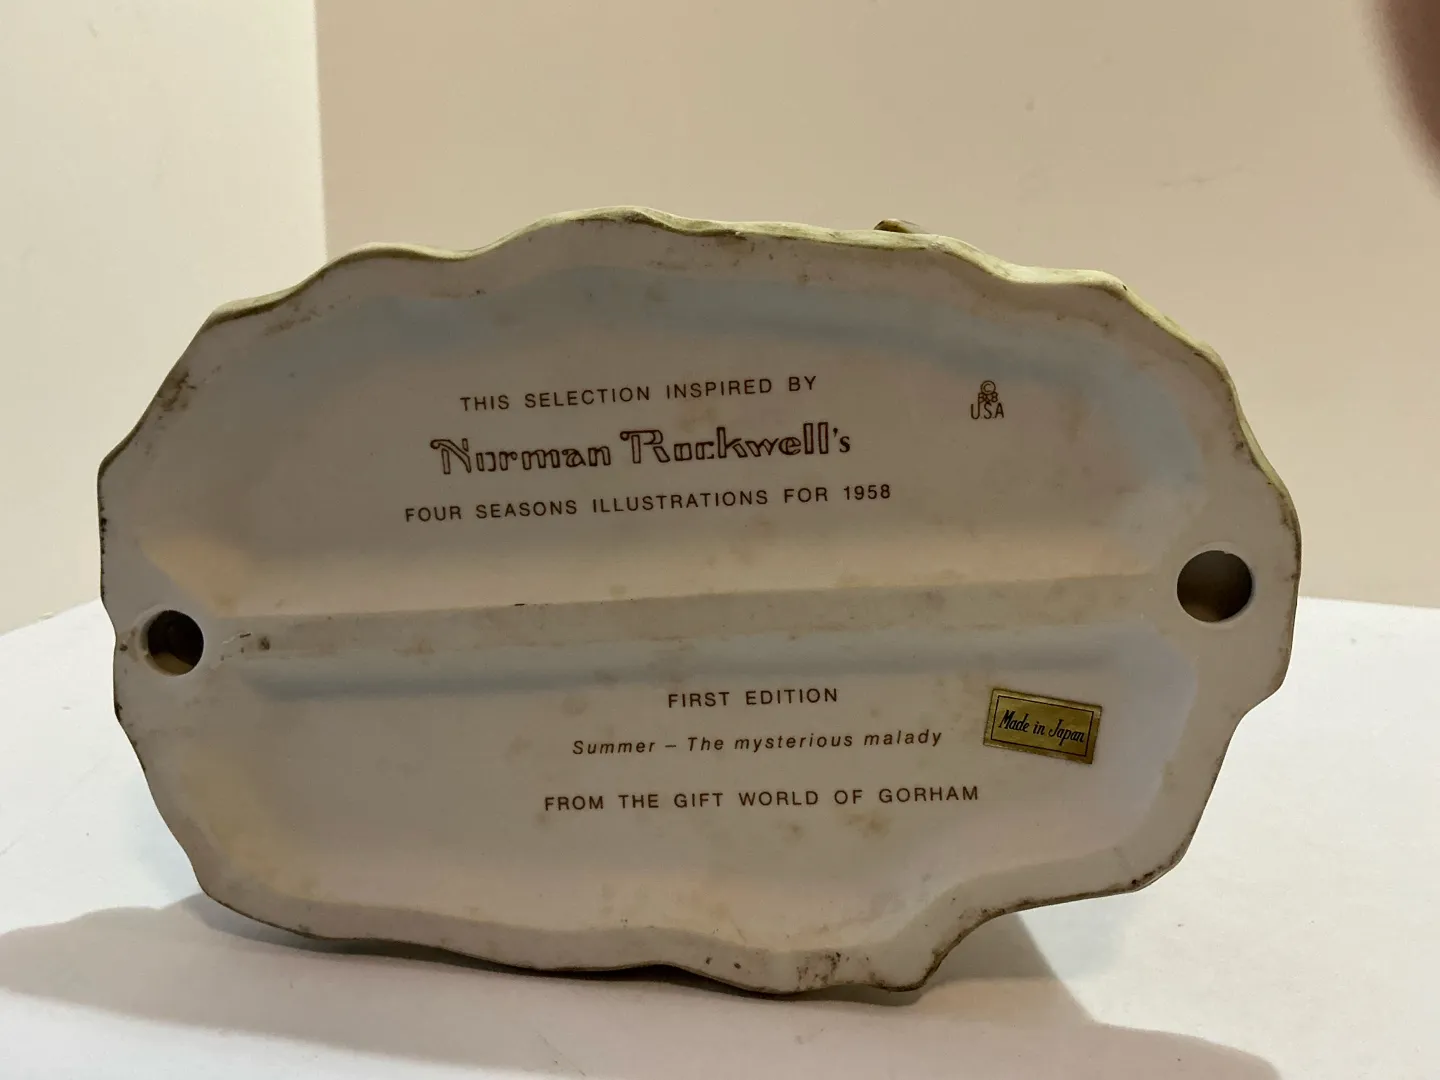 THIS SELECTION INSPIRED BY
Norman Rockwell's
FOUR SEASONS ILLUSTRATIONS FOR 1958
©
B&B
USA
FIRST EDITION
Summer – The mysterious malady
Made in Japan
FROM THE GIFT WORLD OF GORHAM